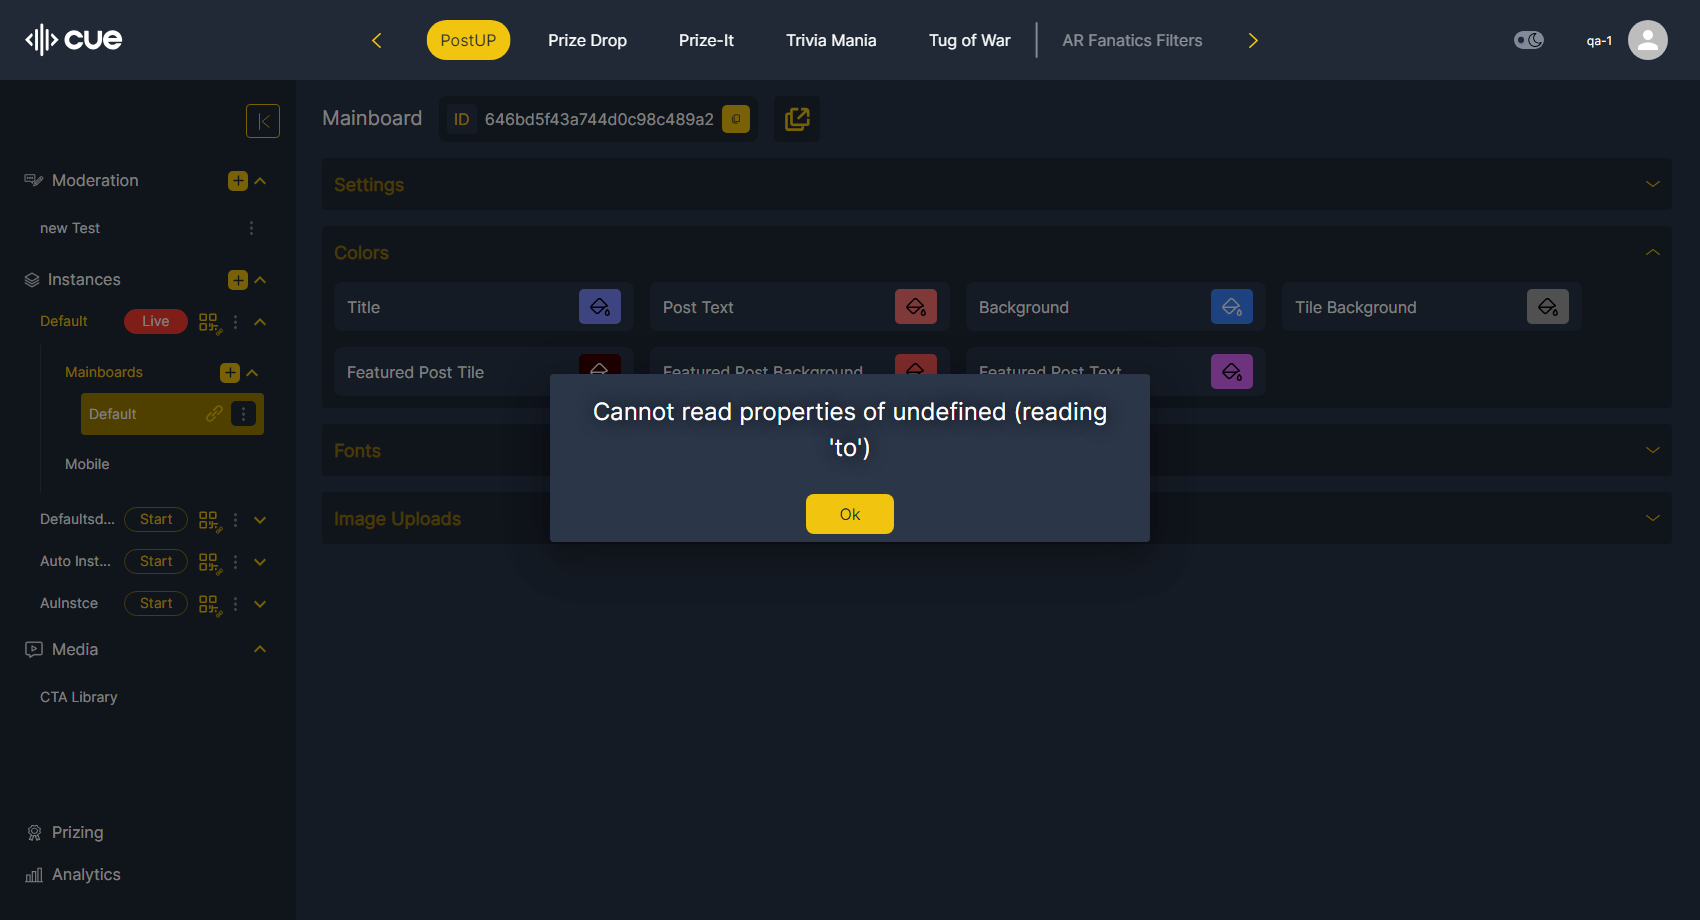 cue
PostUP
Prize Drop
Prize-It
Trivia Mania
Tug of War
AR Fanatics Filters
qa-1
Mainboard
ID
646bd5f43a744d0c98c489a2
Moderation
new Test
Instances
Default
Live
Mainboards
Default
Mobile
Defaultsd...
Start
Auto Inst...
Start
AuInstce
Start
Media
CTA Library
Prizing
Analytics
Settings
Colors
Title
Post Text
Background
Tile Background
Featured Post Tile
Featured Post Background
Featured Post Text
Cannot read properties of undefined (reading
'to')
Ok
Fonts
Image Uploads